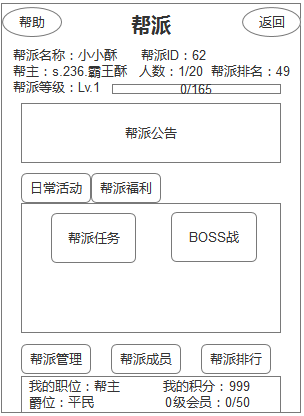 帮助 帮派 返回
帮派名称：小小酥 帮派ID：62
帮主：s.236.霸王酥 人数：1/20 帮派排名：49
帮派等级：Lv.1 0/165
帮派公告
日常活动 帮派福利
帮派任务 BOSS战
帮派管理 帮派成员 帮派排行
我的职位：帮主 我的积分：999
爵位：平民 0级会员：0/50